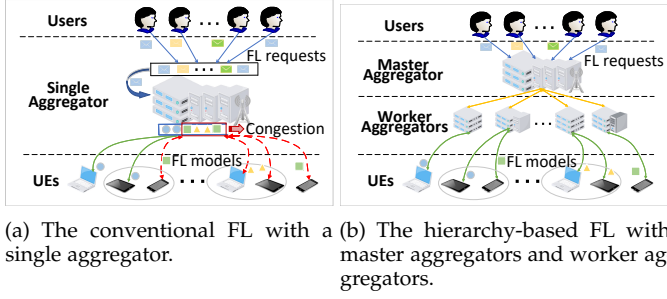 Users
FL requests
Single
Aggregator
Congestion
FL models
UEs
(a) The conventional FL with a
single aggregator.
Users
Master
Aggregator
FL requests
Worker
Aggregators
FL models
UEs
(b) The hierarchy-based FL with
master aggregators and worker ag
gregators.